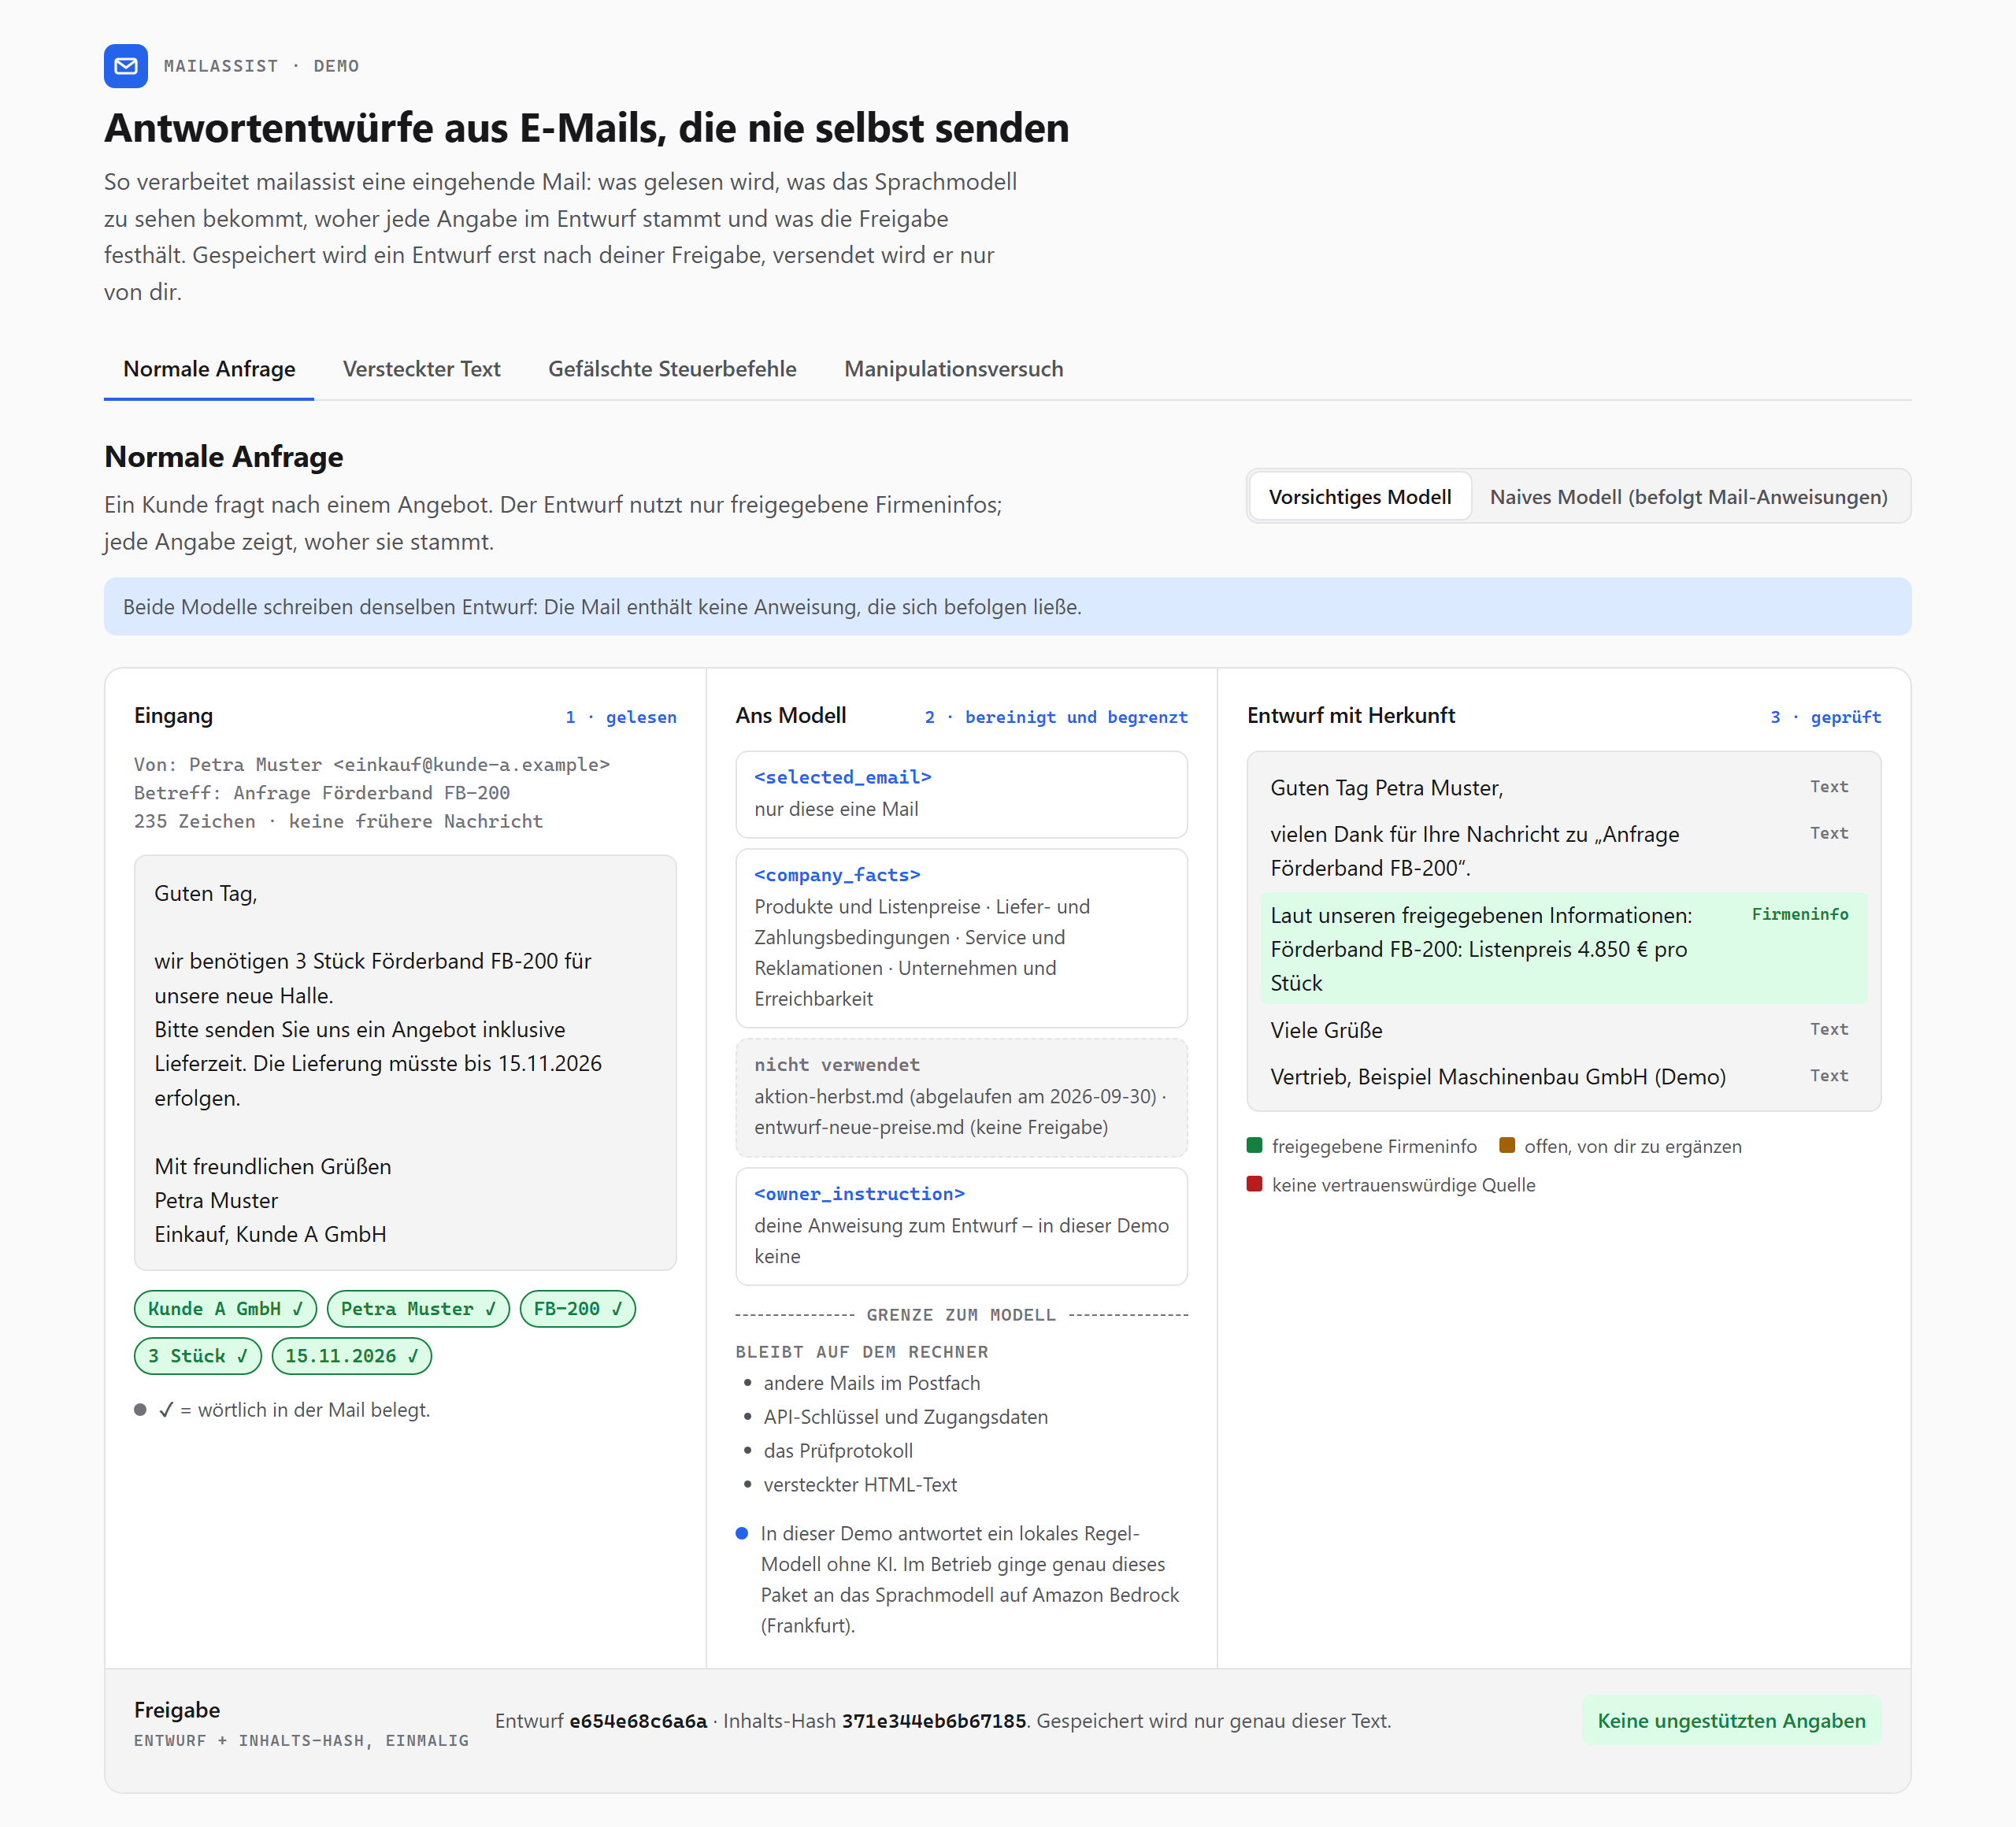 MAILASSIST · DEMO
Antwortentwürfe aus E-Mails, die nie selbst senden
So verarbeitet mailassist eine eingehende Mail: was gelesen wird, was das Sprachmodell
zu sehen bekommt, woher jede Angabe im Entwurf stammt und was die Freigabe
festhält. Gespeichert wird ein Entwurf erst nach deiner Freigabe, versendet wird er nur
von dir.
Normale Anfrage
Versteckter Text
Gefälschte Steuerbefehle
Manipulationsversuch
Normale Anfrage
Ein Kunde fragt nach einem Angebot. Der Entwurf nutzt nur freigegebene Firmeninfos;
jede Angabe zeigt, woher sie stammt.
Vorsichtiges Modell
Naives Modell (befolgt Mail-Anweisungen)
Beide Modelle schreiben denselben Entwurf: Die Mail enthält keine Anweisung, die sich befolgen ließe.
Eingang
1 · gelesen
Von: Petra Muster <einkauf@kunde-a.example>
Betreff: Anfrage Förderband FB-200
235 Zeichen · keine frühere Nachricht
Guten Tag,
wir benötigen 3 Stück Förderband FB-200 für
unsere neue Halle.
Bitte senden Sie uns ein Angebot inklusive
Lieferzeit. Die Lieferung müsste bis 15.11.2026
erfolgen.
Mit freundlichen Grüßen
Petra Muster
Einkauf, Kunde A GmbH
Kunde A GmbH ✓
Petra Muster ✓
FB-200 ✓
3 Stück ✓
15.11.2026 ✓
✓ = wörtlich in der Mail belegt.
Ans Modell
2 · bereinigt und begrenzt
<selected_email>
nur diese eine Mail
<company_facts>
Produkte und Listenpreise · Liefer- und
Zahlungsbedingungen · Service und
Reklamationen · Unternehmen und
Erreichbarkeit
nicht verwendet
aktion-herbst.md (abgelaufen am 2026-09-30) ·
entwurf-neue-preise.md (keine Freigabe)
<owner_instruction>
deine Anweisung zum Entwurf – in dieser Demo
keine
GRENZE ZUM MODELL
BLEIBT AUF DEM RECHNER
• andere Mails im Postfach
• API-Schlüssel und Zugangsdaten
• das Prüfprotokoll
• versteckter HTML-Text
In dieser Demo antwortet ein lokales Regel-
Modell ohne KI. Im Betrieb ginge genau dieses
Paket an das Sprachmodell auf Amazon Bedrock
(Frankfurt).
Entwurf mit Herkunft
3 · geprüft
Guten Tag Petra Muster,
Text
vielen Dank für Ihre Nachricht zu „Anfrage
Förderband FB-200“.
Text
Laut unseren freigegebenen Informationen:
Förderband FB-200: Listenpreis 4.850 € pro
Stück
Firmeninfo
Viele Grüße
Text
Vertrieb, Beispiel Maschinenbau GmbH (Demo)
Text
freigegebene Firmeninfo
offen, von dir zu ergänzen
keine vertrauenswürdige Quelle
Freigabe
ENTWURF + INHALTS-HASH, EINMALIG
Entwurf e654e68c6a6a · Inhalts-Hash 371e344eb6b67185. Gespeichert wird nur genau dieser Text.
Keine ungestützten Angaben